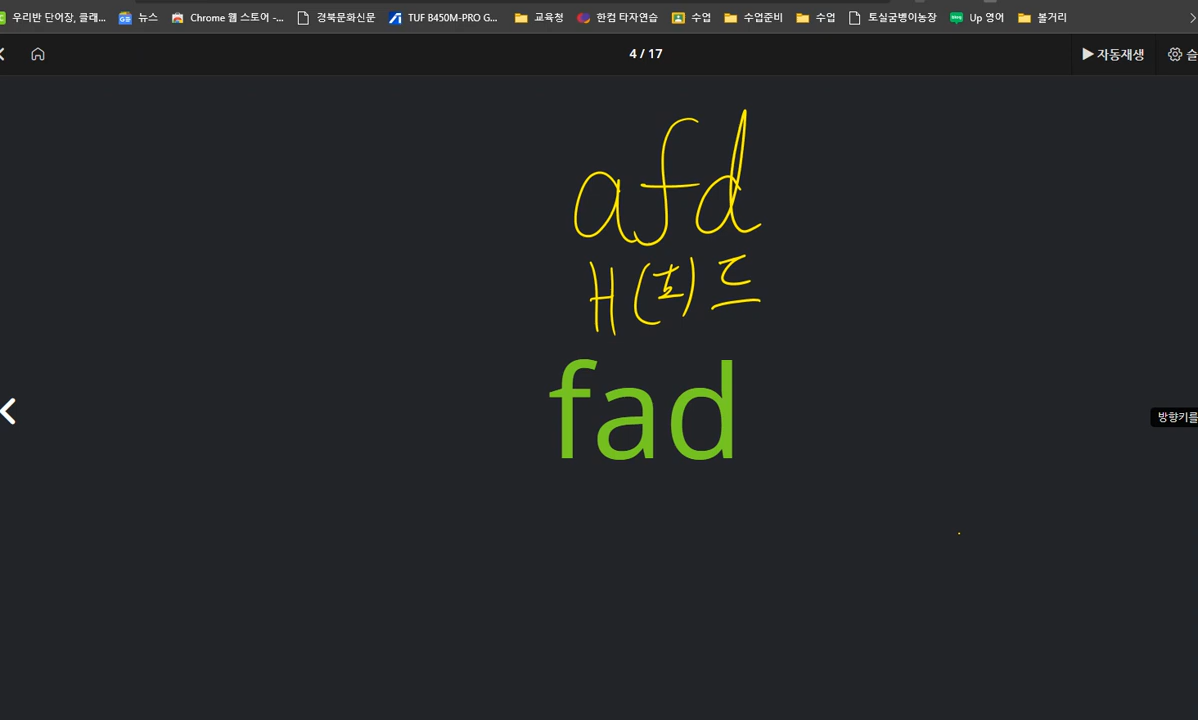 우리반 단어장, 클래... 뉴스 Chrome 웹 스토어 -... 경북문화신문 TUF B450M-PRO G... 교육청 한컴 타자연습 수업 수업준비 수업 토실굼벵이농장 Up 영어 볼거리
4 / 17 ▶자동재생 슬
afd
ㅐ(ㅎ)드
fad
방향키를